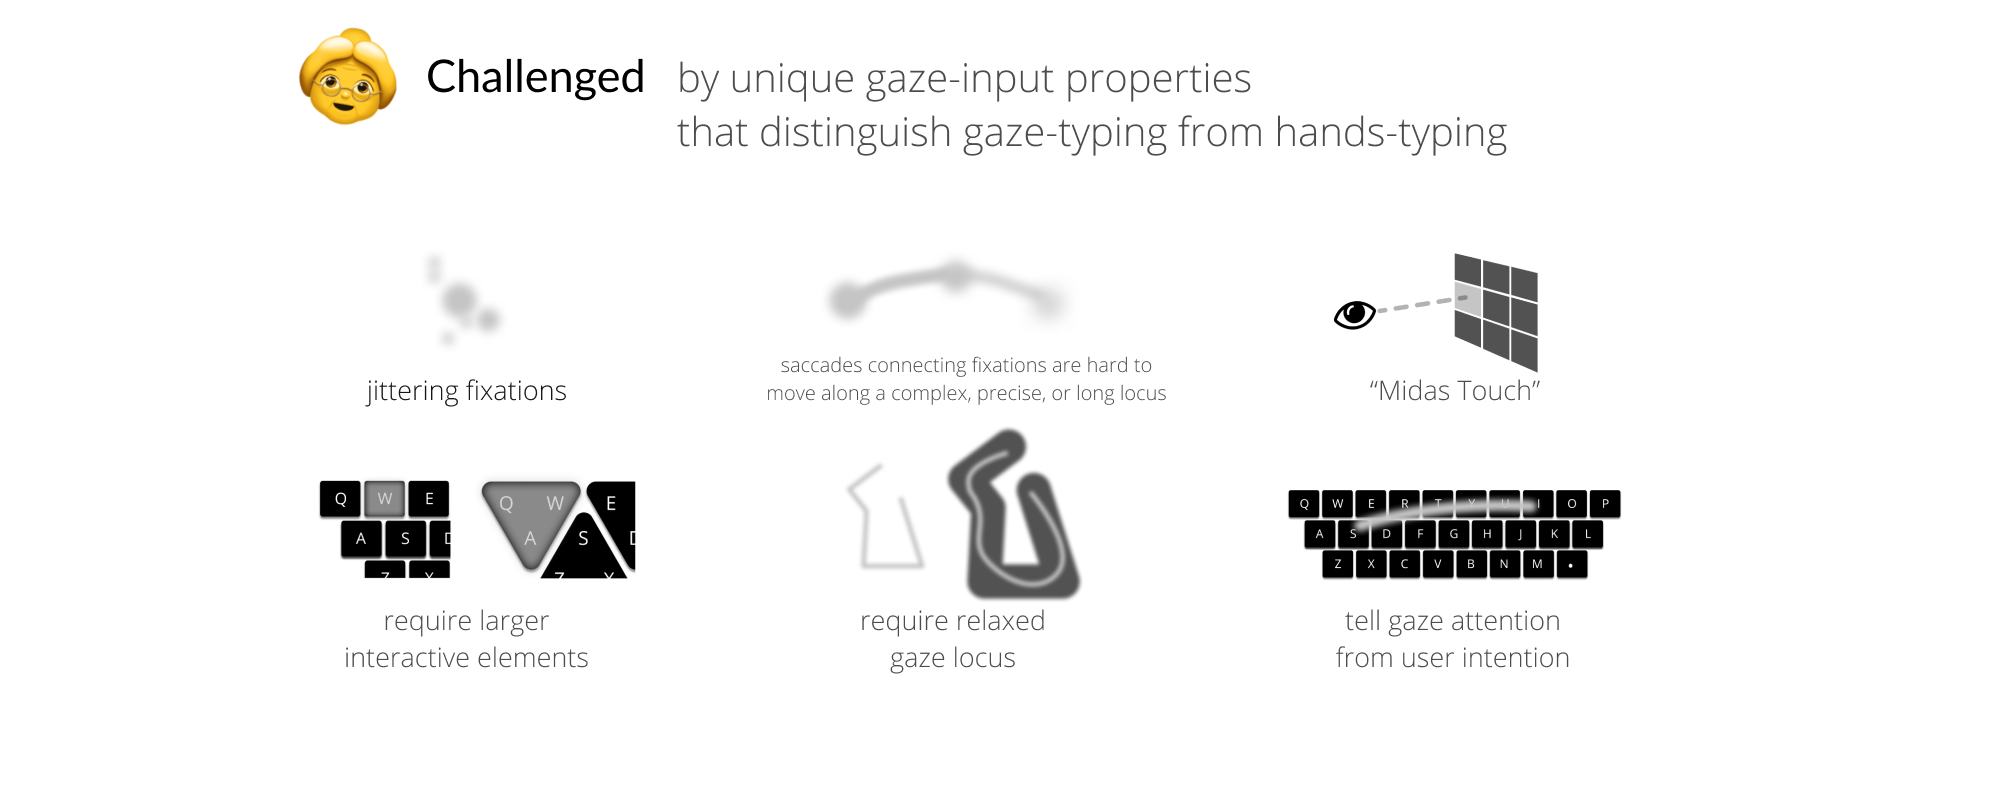 Challenged by unique gaze-input properties
that distinguish gaze-typing from hands-typing
jittering fixations
saccades connecting fixations are hard to
move along a complex, precise, or long locus
“Midas Touch”
Q W E
A S D
Z X
Q W E
A S D
Z X
require larger
interactive elements
require relaxed
gaze locus
Q W E R T Y U I O P
A S D F G H J K L
Z X C V B N M •
tell gaze attention
from user intention